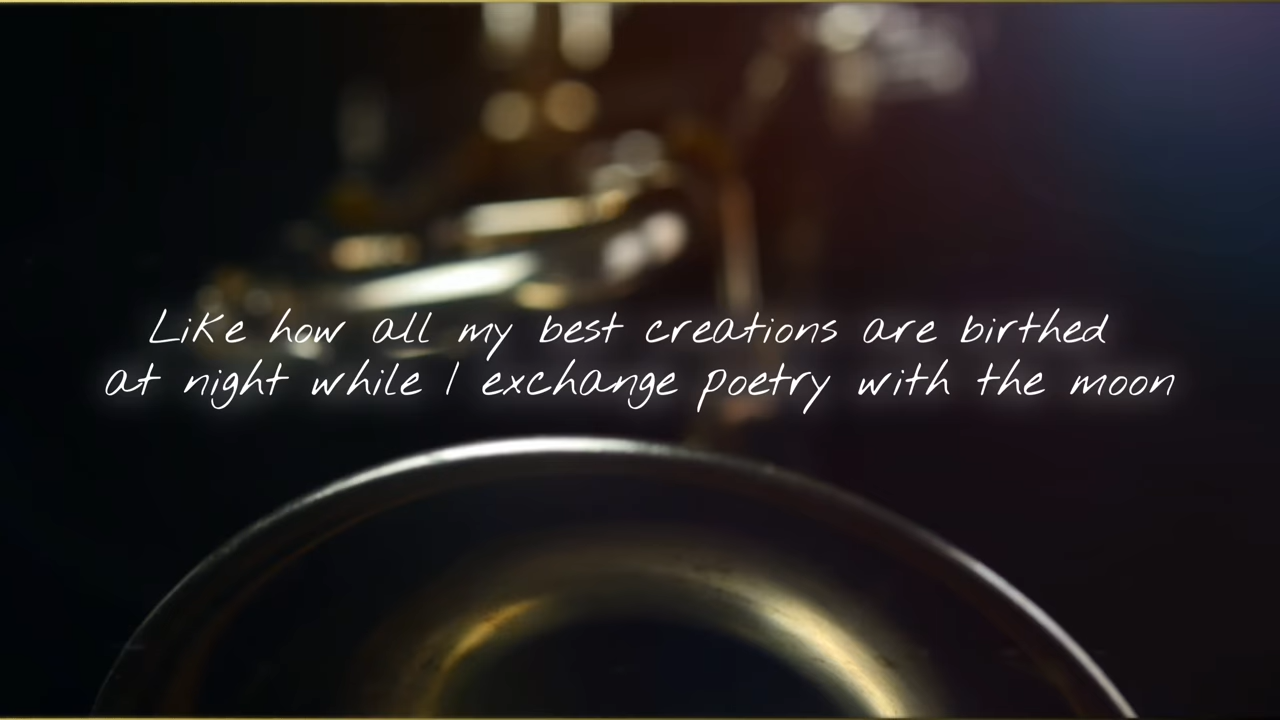 Like how all my best creations are birthed
at night while I exchange poetry with the moon